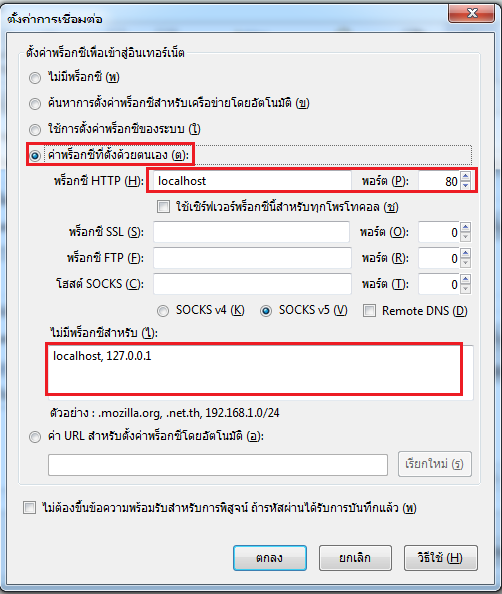 ตั้งค่าการเชื่อมต่อ
ตั้งค่าพร็อกซีเพื่อเข้าสู่อินเทอร์เน็ต
ไม่มีพร็อกซี (พ)
ค้นหาการตั้งค่าพร็อกซีสำหรับเครือข่ายโดยอัตโนมัติ (ข)
ใช้การตั้งค่าพร็อกซีของระบบ (ใ)
ค่าพร็อกซีที่ตั้งด้วยตนเอง (ต):
พร็อกซี HTTP (H): localhost พอร์ต (P): 80
ใช้เซิร์ฟเวอร์พร็อกซีนี้สำหรับทุกโพรโทคอล (ช)
พร็อกซี SSL (S): พอร์ต (O): 0
พร็อกซี FTP (F): พอร์ต (R): 0
โฮสต์ SOCKS (C): พอร์ต (T): 0
SOCKS v4 (K) SOCKS v5 (V) Remote DNS (D)
ไม่มีพร็อกซีสำหรับ (ไ):
localhost, 127.0.0.1
ตัวอย่าง : .mozilla.org, .net.th, 192.168.1.0/24
ค่า URL สำหรับตั้งค่าพร็อกซีโดยอัตโนมัติ (อ):
เรียกใหม่ (ร)
ไม่ต้องขึ้นข้อความพร้อมรับสำหรับการพิสูจน์ ถ้ารหัสผ่านได้รับการบันทึกแล้ว (พ)
ตกลง ยกเลิก วิธีใช้ (H)